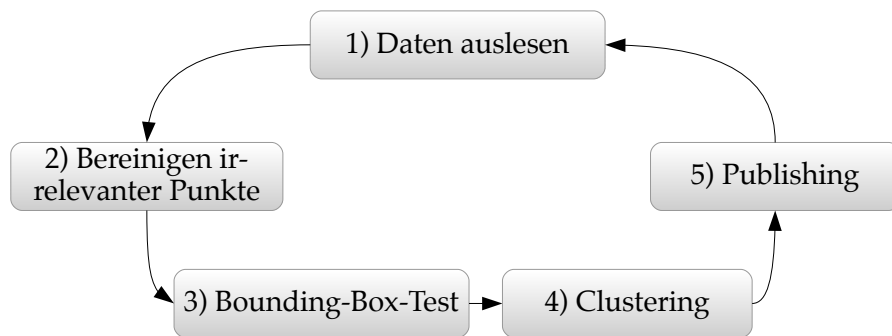 1) Daten auslesen
2) Bereinigen ir-
relevanter Punkte
5) Publishing
3) Bounding-Box-Test
4) Clustering